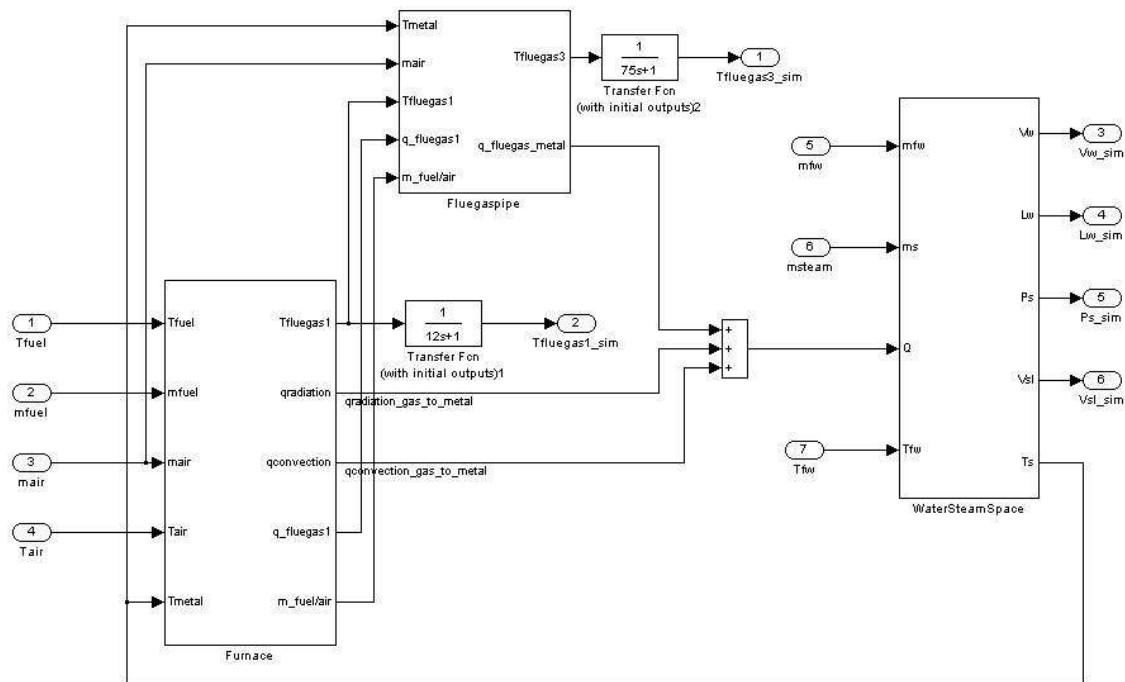 Tmetal
mair
Tfluegas1
q_fluegas1
m_fuel/air
Tfluegas3
q_fluegas_metal
Fluegaspipe
1
75s+1
Transfer Fcn
(with initial outputs)2
1
Tfluegas3_sim
5
mfw
6
msteam
7
Tfw
mfw
ms
Q
Tfw
Vw
Lw
Ps
Vsl
Ts
WaterSteamSpace
3
Vw_sim
4
Lw_sim
5
Ps_sim
6
Vsl_sim
1
Tfuel
2
mfuel
3
mair
4
Tair
Tfuel
mfuel
mair
Tair
Tmetal
Tfluegas1
qradiation
qconvection
q_fluegas1
m_fuel/air
Furnace
1
12s+1
Transfer Fcn
(with initial outputs)1
2
Tfluegas1_sim
qradiation_gas_to_metal
qconvection_gas_to_metal
+
+
+